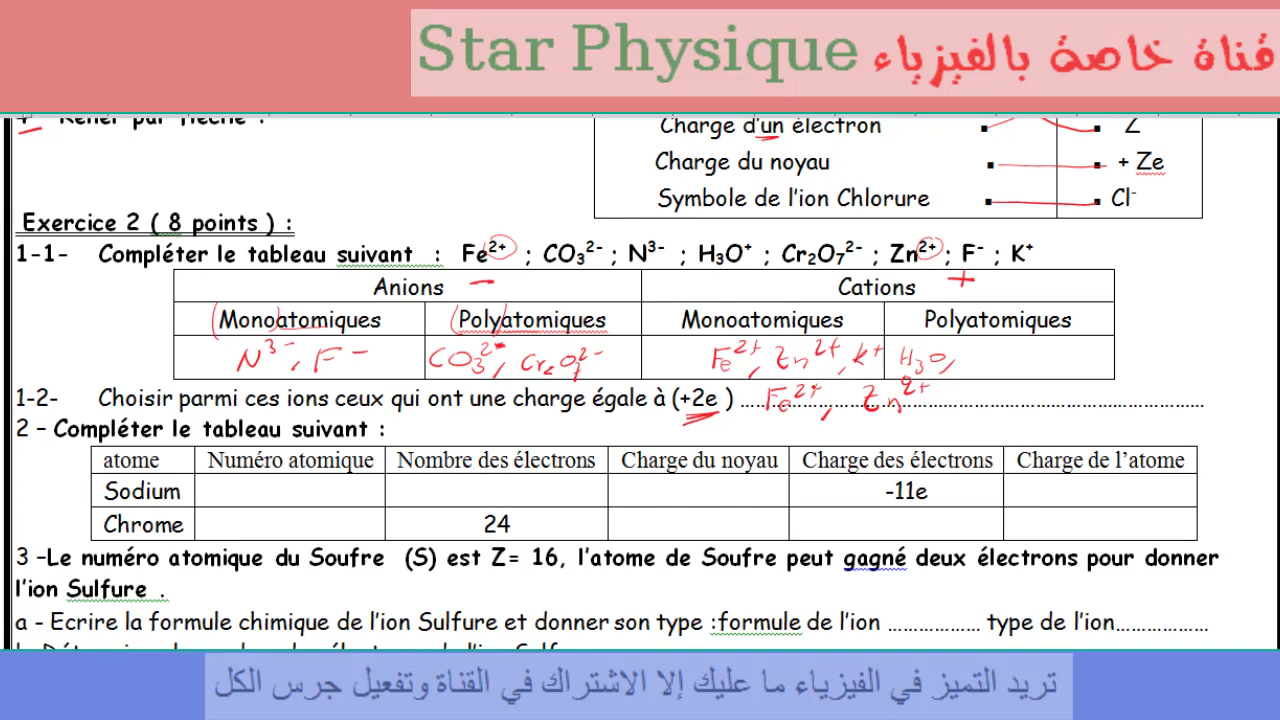 Star Physique قناة خاصة بالفيزياء
Relier par flèche :
Charge d'un électron Z
Charge du noyau + Ze
Symbole de l'ion Chlorure Cl⁻
Exercice 2 ( 8 points ) :
1-1- Compléter le tableau suivant : Fe²⁺ ; CO₃²⁻ ; N³⁻ ; H₃O⁺ ; Cr₂O₇²⁻ ; Zn²⁺ ; F⁻ ; K⁺
Anions − Cations +
Monoatomiques Polyatomiques Monoatomiques Polyatomiques
N³⁻, F⁻ CO₃²⁻, Cr₂O₇²⁻ Fe²⁺, Zn²⁺, K⁺ H₃O,
1-2- Choisir parmi ces ions ceux qui ont une charge égale à (+2e ) ... Fe²⁺, Zn²⁺ ...
2 – Compléter le tableau suivant :
atome Numéro atomique Nombre des électrons Charge du noyau Charge des électrons Charge de l'atome
Sodium -11e
Chrome 24
3 –Le numéro atomique du Soufre (S) est Z= 16, l'atome de Soufre peut gagné deux électrons pour donner
l'ion Sulfure .
a - Ecrire la formule chimique de l'ion Sulfure et donner son type :formule de l'ion ……………… type de l'ion………………
تريد التميز في الفيزياء ما عليك إلا الاشتراك في القناة وتفعيل جرس الكل